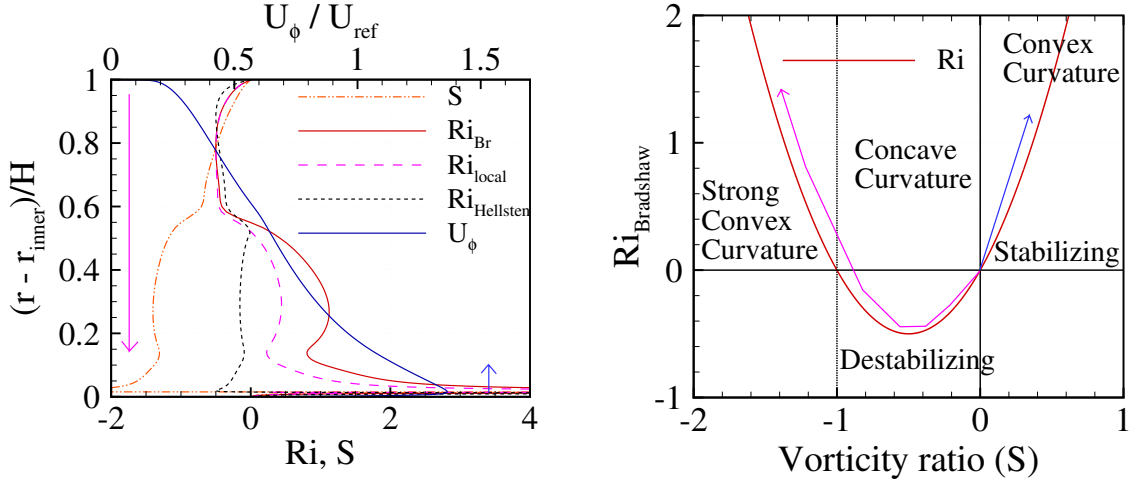 U_ϕ / U_ref
0 0.5 1 1.5
1
0.8
0.6
0.4
0.2
0
(r - r_inner)/H
S
Ri_Br
Ri_local
Ri_Hellsten
U_ϕ
-2 0 2 4
Ri, S
2
1
0
-1
Ri_Bradshaw
Ri
Convex
Curvature
Concave
Curvature
Strong
Convex
Curvature
Stabilizing
Destabilizing
-2 -1 0 1
Vorticity ratio (S)